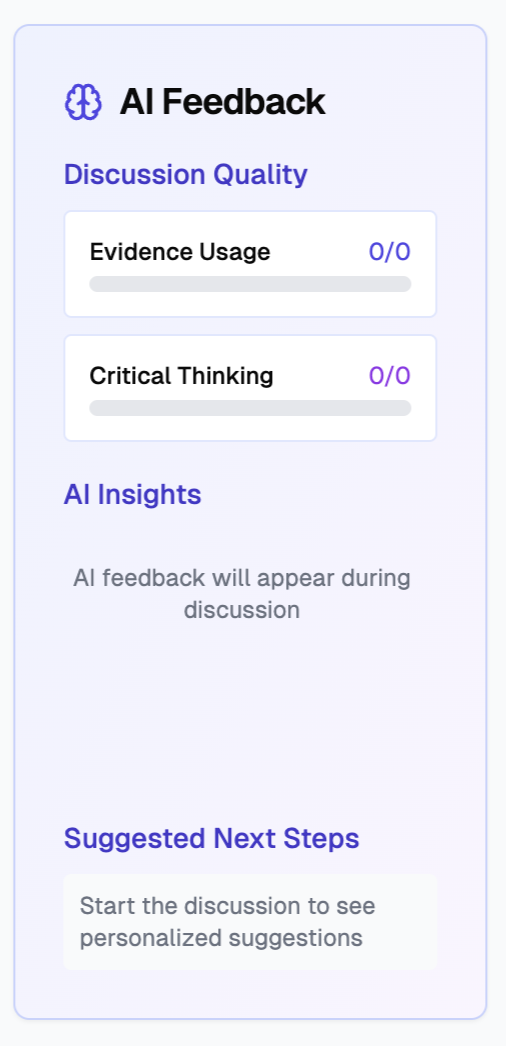 AI Feedback
Discussion Quality
Evidence Usage 0/0
Critical Thinking 0/0
AI Insights
AI feedback will appear during
discussion
Suggested Next Steps
Start the discussion to see
personalized suggestions